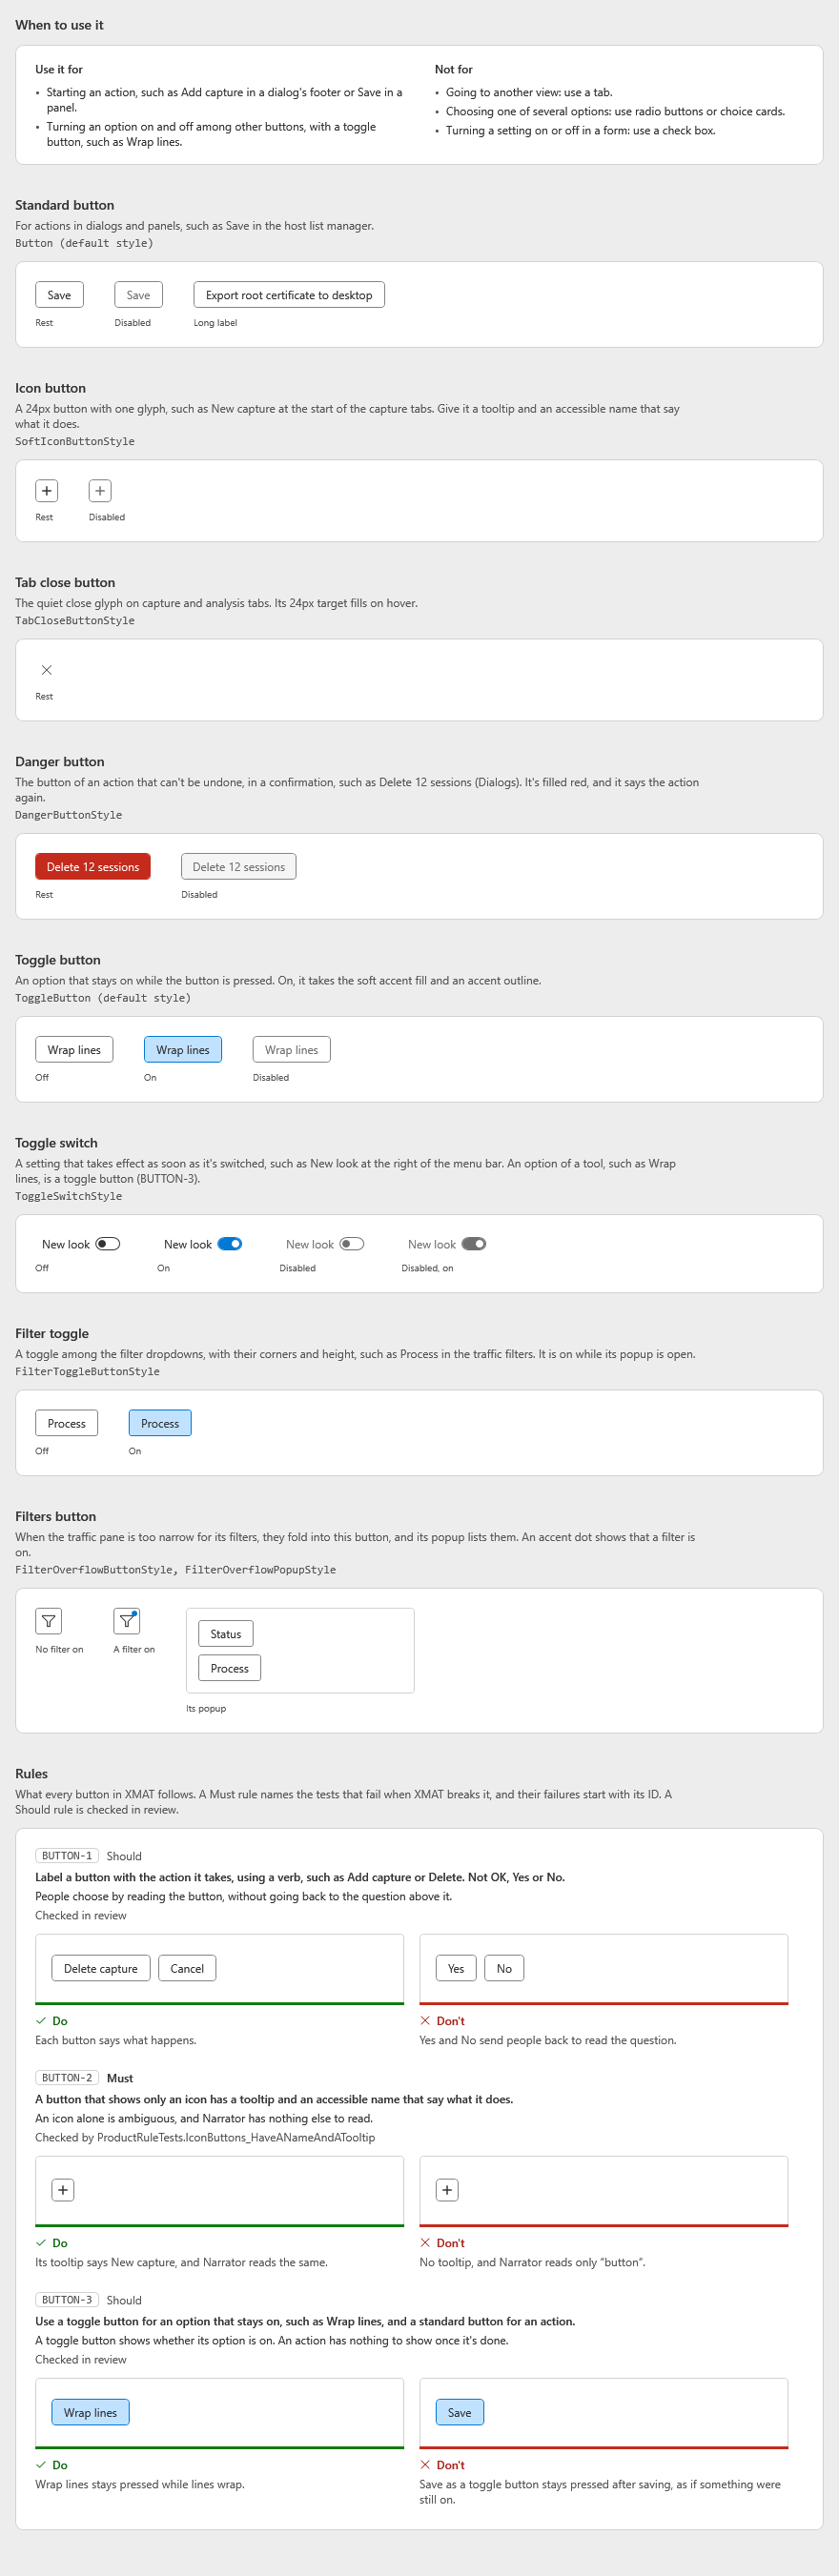 When to use it
Use it for
• Starting an action, such as Add capture in a dialog's footer or Save in a
panel.
• Turning an option on and off among other buttons, with a toggle
button, such as Wrap lines.
Not for
• Going to another view: use a tab.
• Choosing one of several options: use radio buttons or choice cards.
• Turning a setting on or off in a form: use a check box.
Standard button
For actions in dialogs and panels, such as Save in the host list manager.
Button (default style)
Save Save Export root certificate to desktop
Rest Disabled Long label
Icon button
A 24px button with one glyph, such as New capture at the start of the capture tabs. Give it a tooltip and an accessible name that say
what it does.
SoftIconButtonStyle
Rest Disabled
Tab close button
The quiet close glyph on capture and analysis tabs. Its 24px target fills on hover.
TabCloseButtonStyle
Rest
Danger button
The button of an action that can't be undone, in a confirmation, such as Delete 12 sessions (Dialogs). It's filled red, and it says the action
again.
DangerButtonStyle
Delete 12 sessions Delete 12 sessions
Rest Disabled
Toggle button
An option that stays on while the button is pressed. On, it takes the soft accent fill and an accent outline.
ToggleButton (default style)
Wrap lines Wrap lines Wrap lines
Off On Disabled
Toggle switch
A setting that takes effect as soon as it's switched, such as New look at the right of the menu bar. An option of a tool, such as Wrap
lines, is a toggle button (BUTTON-3).
ToggleSwitchStyle
New look New look New look New look
Off On Disabled Disabled, on
Filter toggle
A toggle among the filter dropdowns, with their corners and height, such as Process in the traffic filters. It is on while its popup is open.
FilterToggleButtonStyle
Process Process
Off On
Filters button
When the traffic pane is too narrow for its filters, they fold into this button, and its popup lists them. An accent dot shows that a filter is
on.
FilterOverflowButtonStyle, FilterOverflowPopupStyle
Status
Process
No filter on A filter on
Its popup
Rules
What every button in XMAT follows. A Must rule names the tests that fail when XMAT breaks it, and their failures start with its ID. A
Should rule is checked in review.
BUTTON-1 Should
Label a button with the action it takes, using a verb, such as Add capture or Delete. Not OK, Yes or No.
People choose by reading the button, without going back to the question above it.
Checked in review
Delete capture Cancel
Do
Each button says what happens.
Yes No
Don't
Yes and No send people back to read the question.
BUTTON-2 Must
A button that shows only an icon has a tooltip and an accessible name that say what it does.
An icon alone is ambiguous, and Narrator has nothing else to read.
Checked by ProductRuleTests.IconButtons_HaveANameAndATooltip
Do
Its tooltip says New capture, and Narrator reads the same.
Don't
No tooltip, and Narrator reads only “button”.
BUTTON-3 Should
Use a toggle button for an option that stays on, such as Wrap lines, and a standard button for an action.
A toggle button shows whether its option is on. An action has nothing to show once it's done.
Checked in review
Wrap lines
Do
Wrap lines stays pressed while lines wrap.
Save
Don't
Save as a toggle button stays pressed after saving, as if something were
still on.